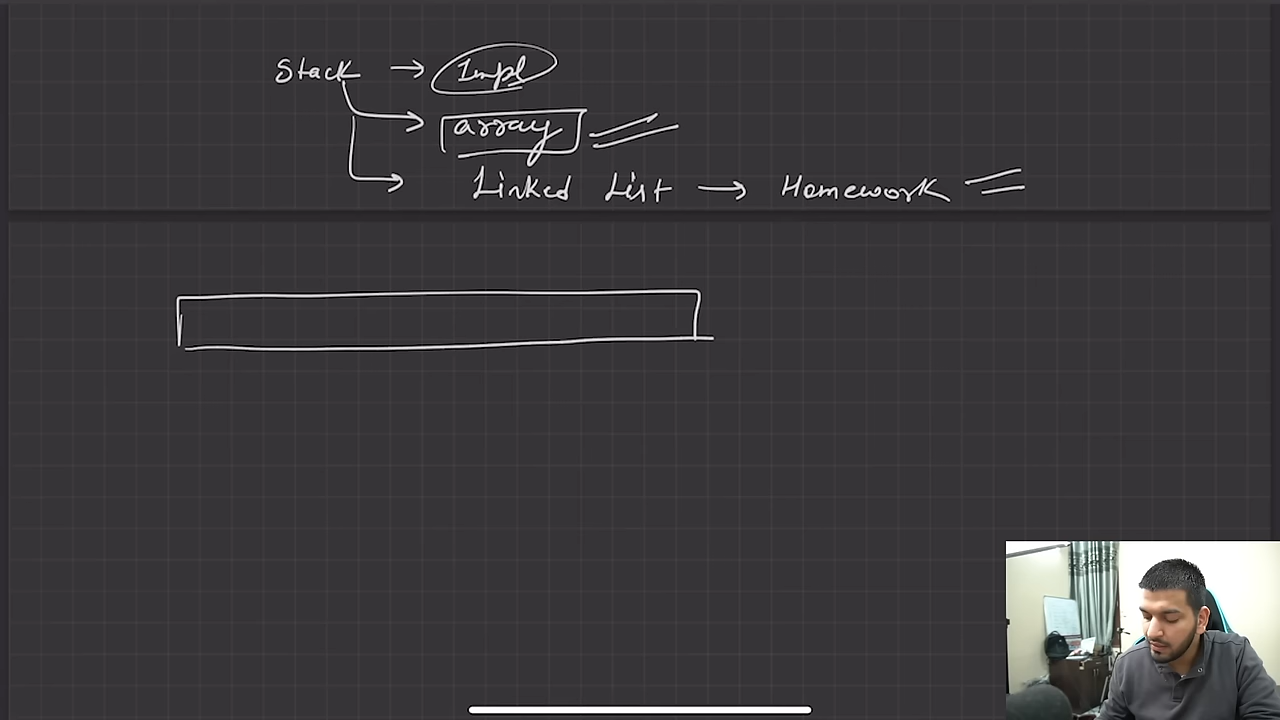 Stack → Impl
array
Linked List → Homework